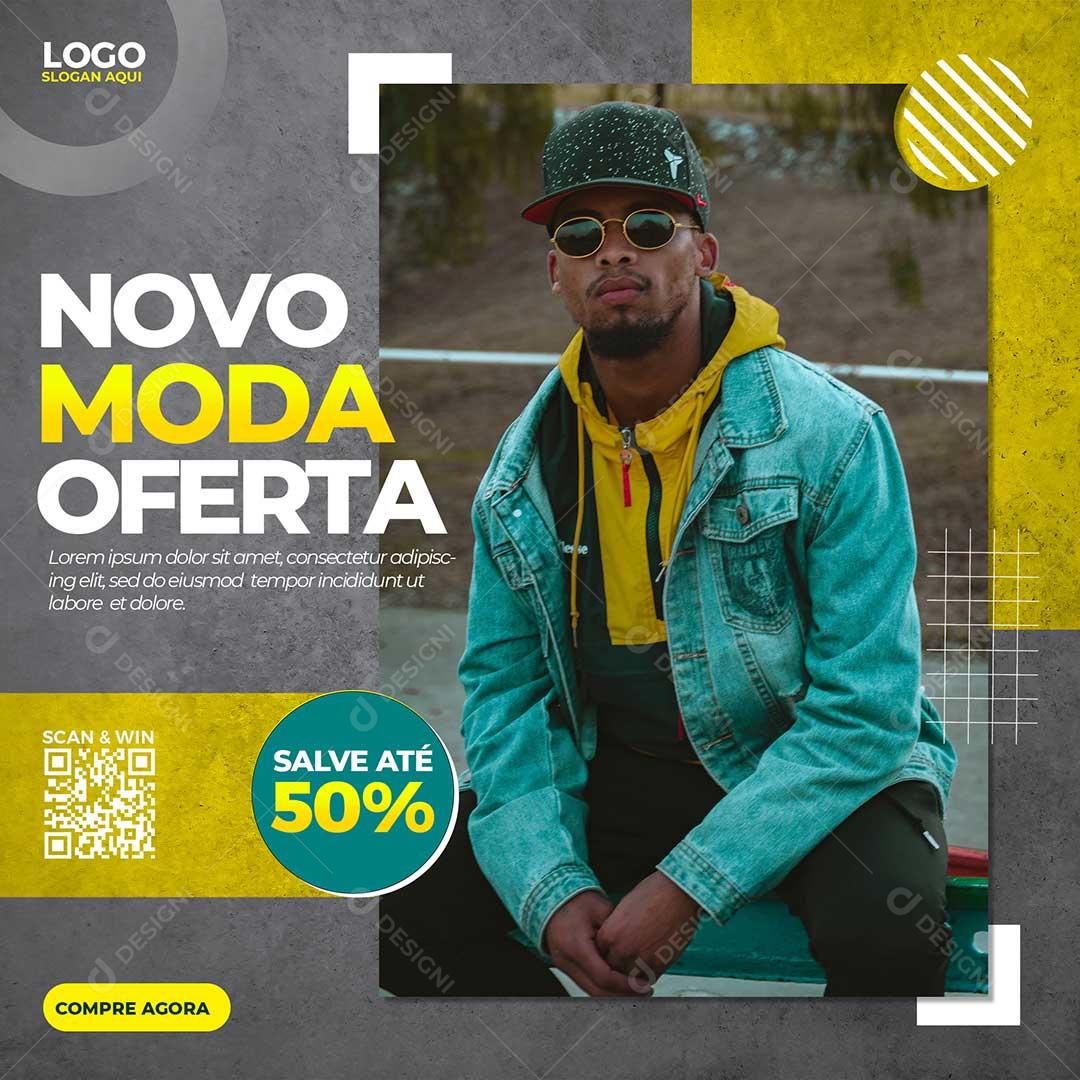 LOGO
SLOGAN AQUI
NOVO
MODA
OFERTA
Lorem ipsum dolor sit amet, consectetur adipisc-
ing elit, sed do eiusmod tempor incididunt ut
labore et dolore.
SCAN & WIN
SALVE ATÉ
50%
COMPRE AGORA
DESIGNI